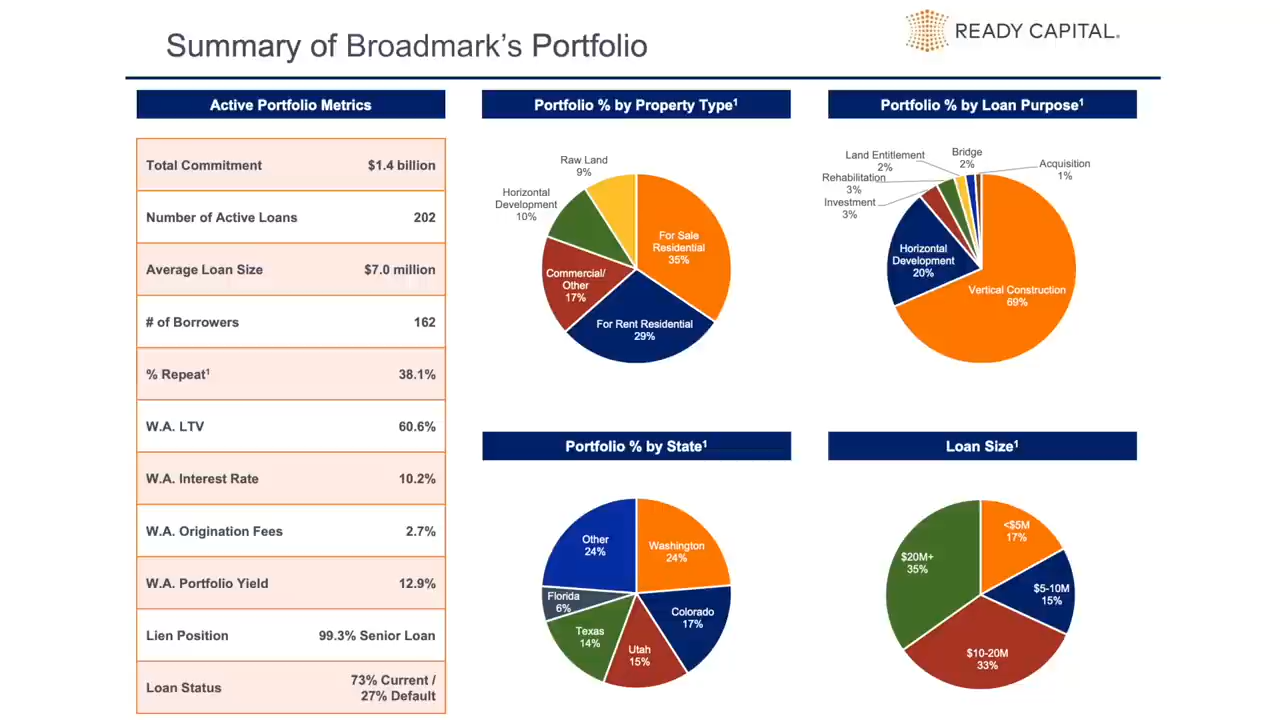 Summary of Broadmark's Portfolio
READY CAPITAL®
Active Portfolio Metrics
Total Commitment $1.4 billion
Number of Active Loans 202
Average Loan Size $7.0 million
# of Borrowers 162
% Repeat¹ 38.1%
W.A. LTV 60.6%
W.A. Interest Rate 10.2%
W.A. Origination Fees 2.7%
W.A. Portfolio Yield 12.9%
Lien Position 99.3% Senior Loan
Loan Status 73% Current /
27% Default
Portfolio % by Property Type¹
Raw Land
9%
Horizontal
Development
10%
For Sale
Residential
35%
Commercial/
Other
17%
For Rent Residential
29%
Portfolio % by Loan Purpose¹
Land Entitlement
2%
Bridge
2%
Acquisition
1%
Rehabilitation
3%
Investment
3%
Horizontal
Development
20%
Vertical Construction
69%
Portfolio % by State¹
Other
24%
Washington
24%
Florida
6%
Colorado
17%
Texas
14%
Utah
15%
Loan Size¹
<$5M
17%
$20M+
35%
$5-10M
15%
$10-20M
33%